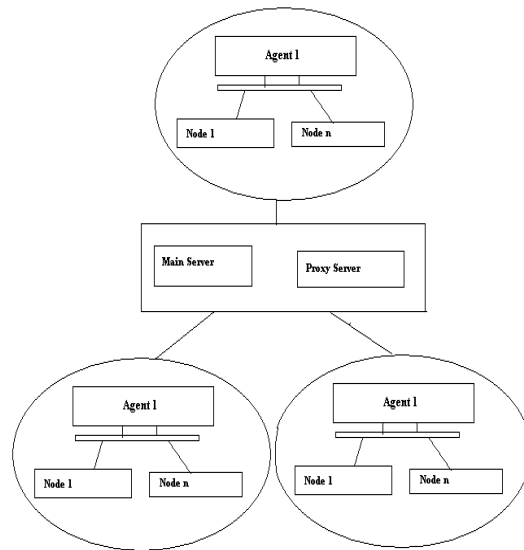 Agent 1
Node 1
Node n
Main Server
Proxy Server
Agent 1
Node 1
Node n
Agent 1
Node 1
Node n